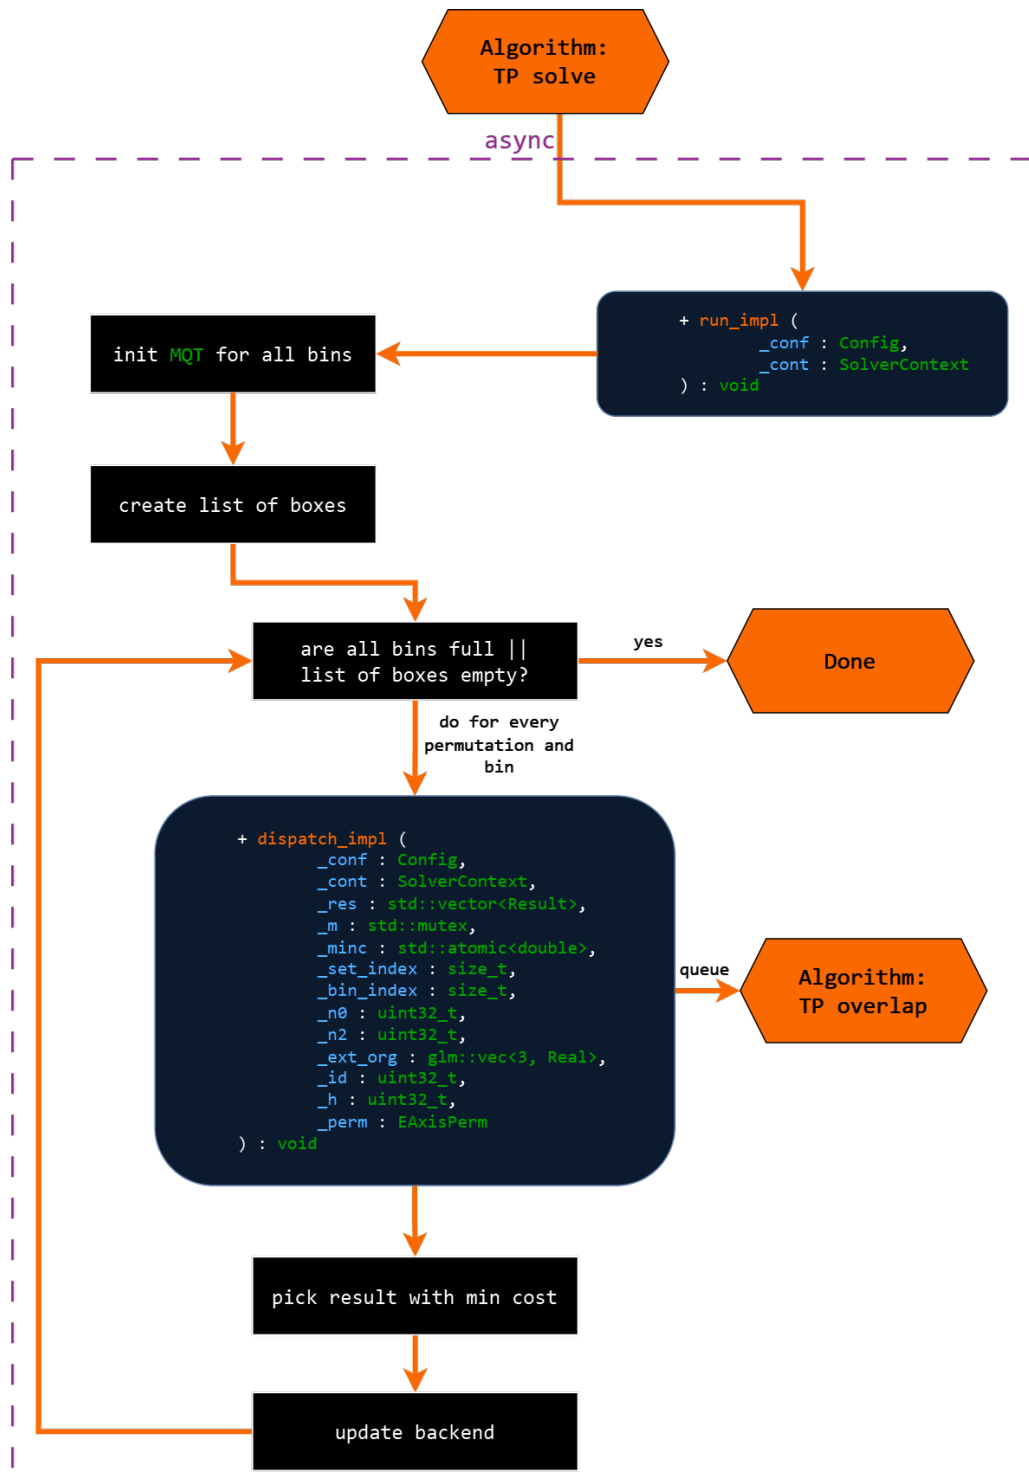 Algorithm:
TP solve
async
+ run_impl (
_conf : Config,
_cont : SolverContext
) : void
init MQT for all bins
create list of boxes
are all bins full ||
list of boxes empty?
yes
Done
do for every
permutation and
bin
+ dispatch_impl (
_conf : Config,
_cont : SolverContext,
_res : std::vector<Result>,
_m : std::mutex,
_minc : std::atomic<double>,
_set_index : size_t,
_bin_index : size_t,
_n0 : uint32_t,
_n2 : uint32_t,
_ext_org : glm::vec<3, Real>,
_id : uint32_t,
_h : uint32_t,
_perm : EAxisPerm
) : void
queue
Algorithm:
TP overlap
pick result with min cost
update backend